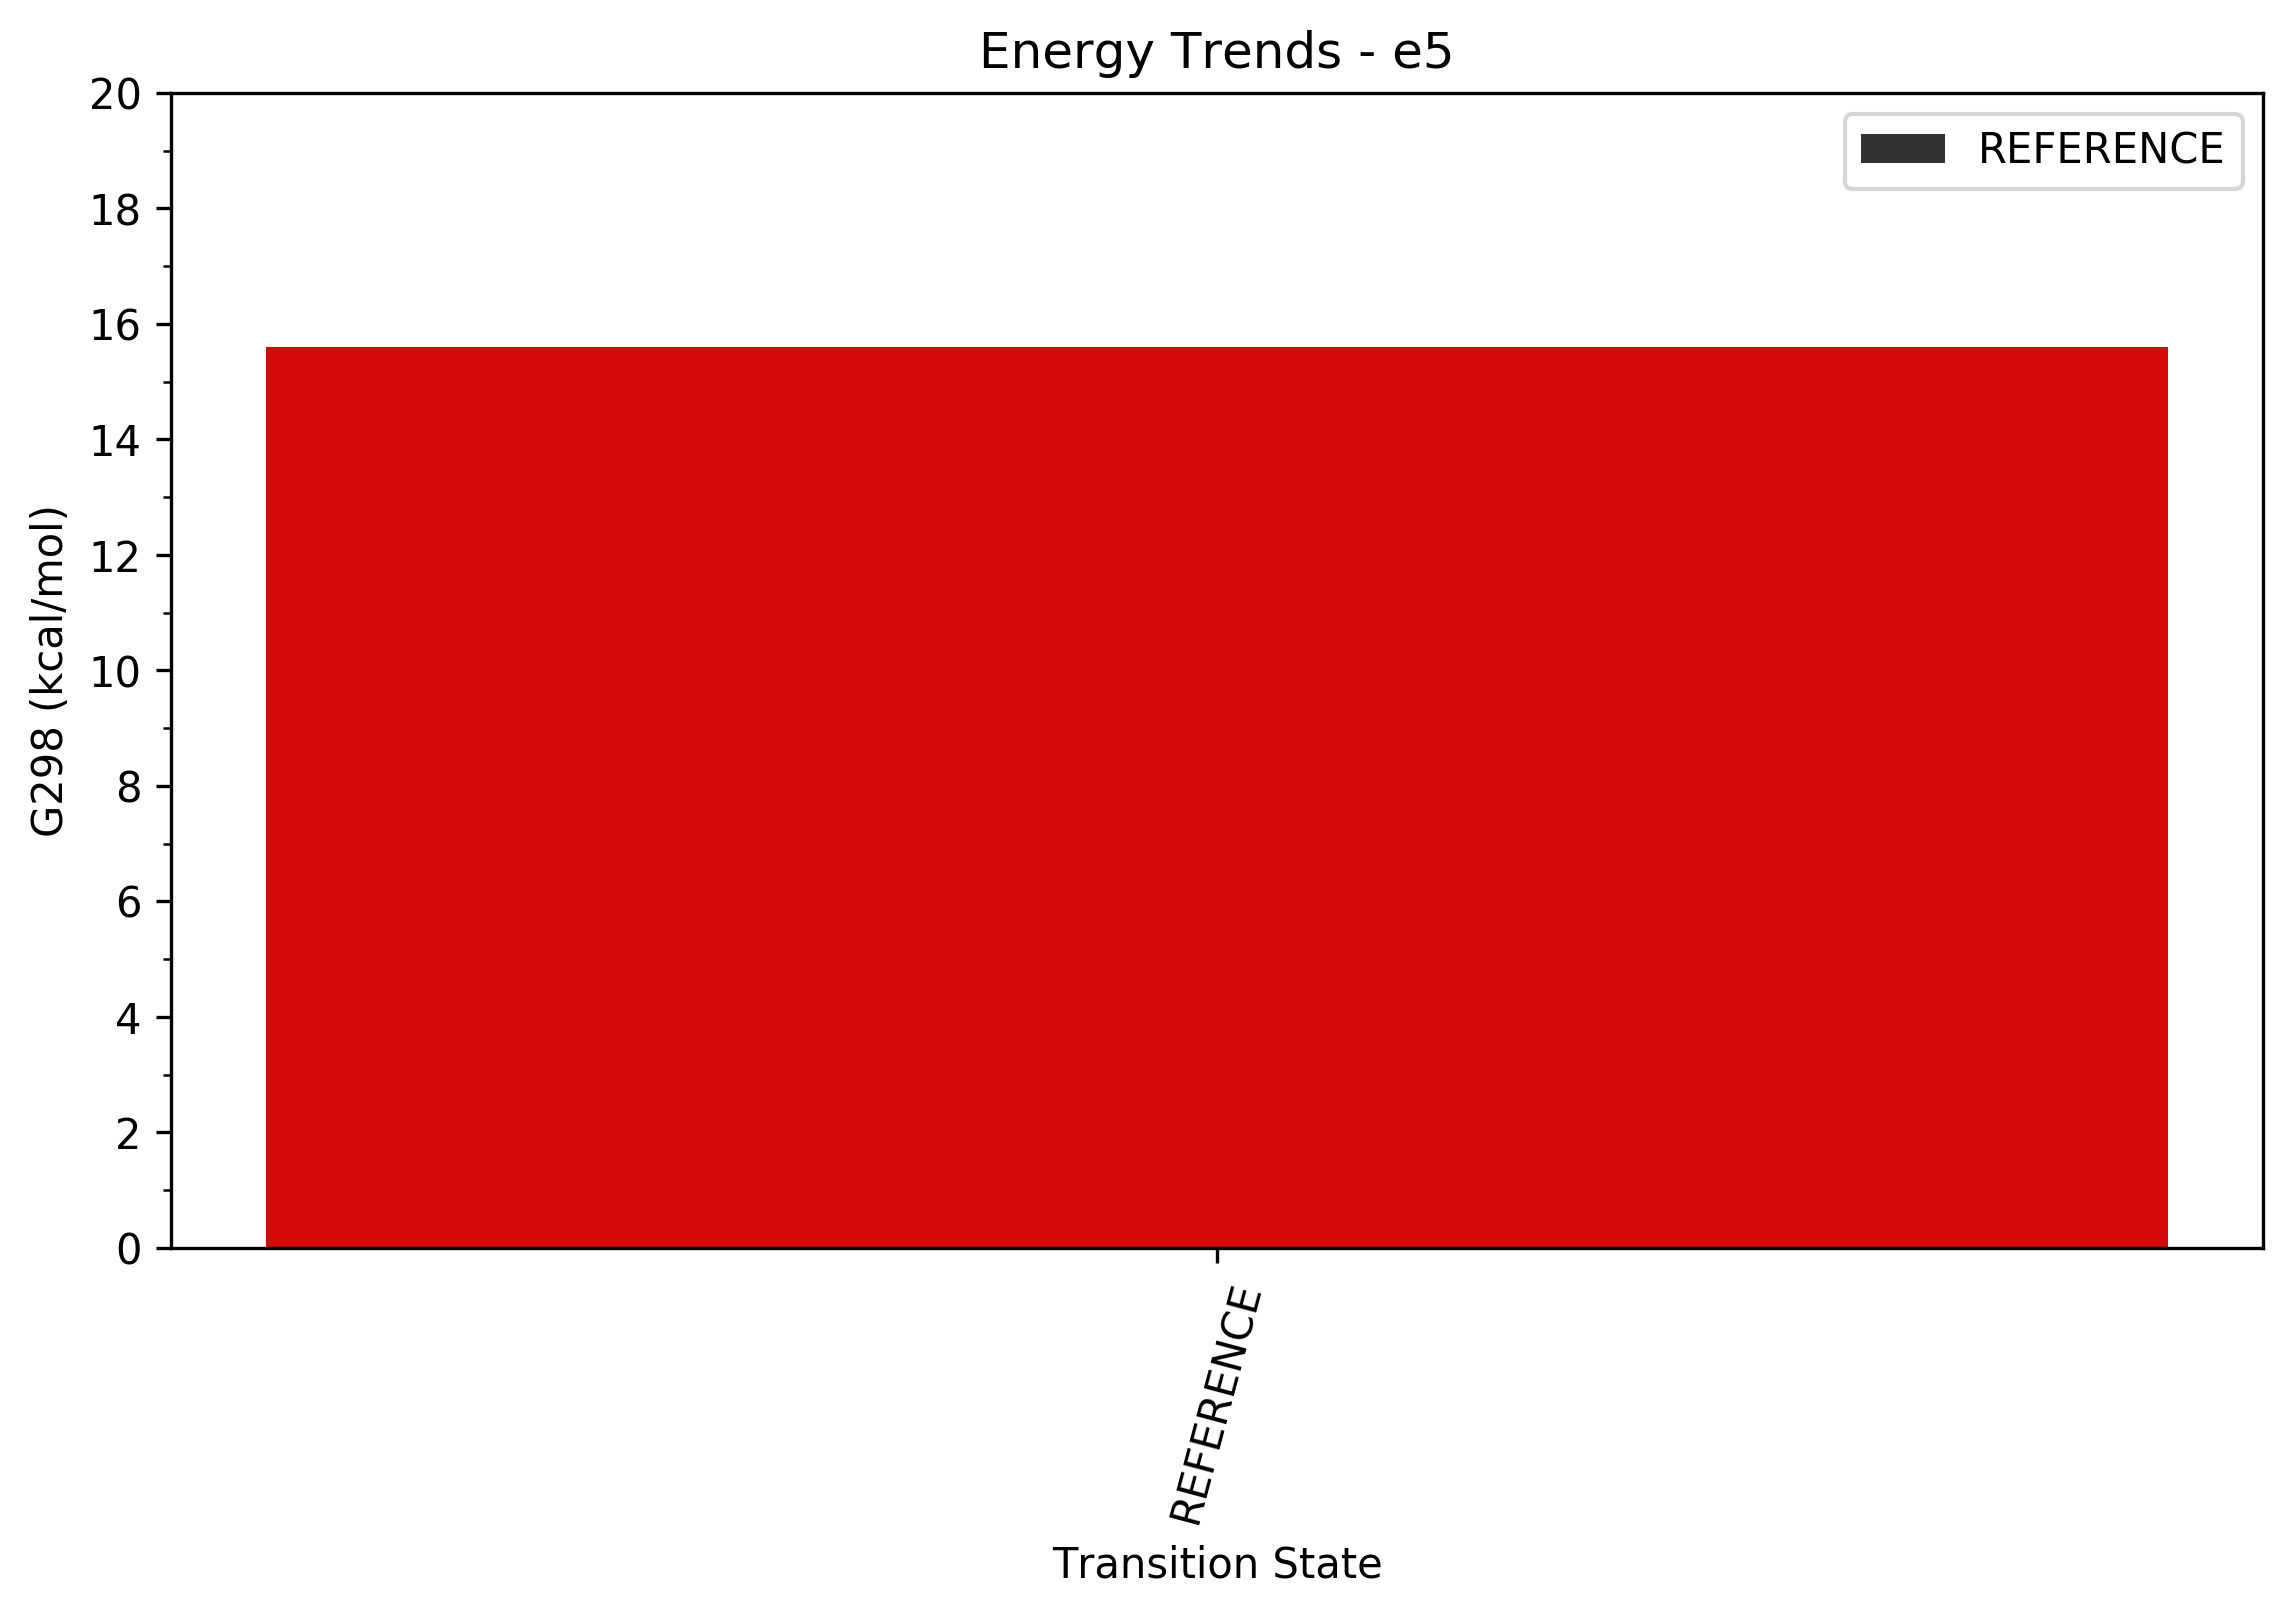 Energy Trends - e5
REFERENCE
20
18
16
14
12
10
8
6
4
2
0
G298 (kcal/mol)
REFERENCE
Transition State